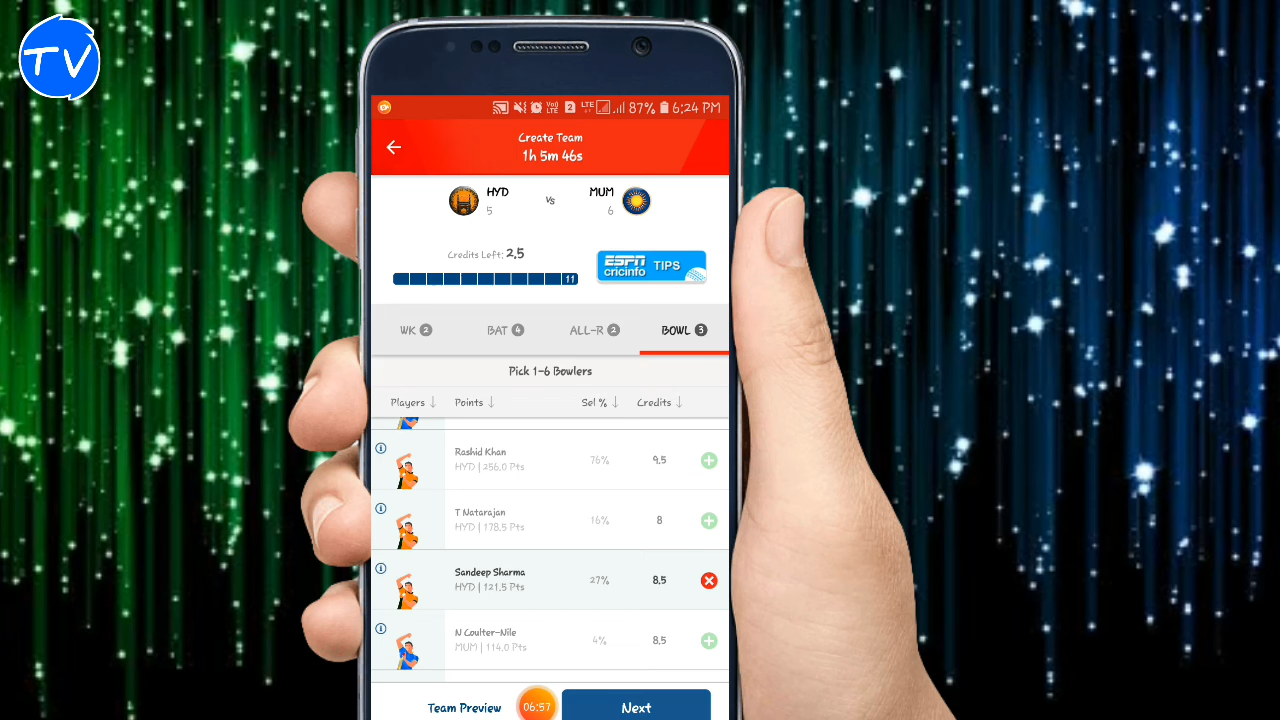 TV
VoJ LTE 2 LTE 87% 6:24 PM
Create Team
1h 5m 46s
HYD Vs MUM
5 6
Credits Left: 2.5
11
ESPN cricinfo TIPS
WK 2 BAT 4 ALL-R 2 BOWL 3
Pick 1-6 Bowlers
Players ↓ Points ↓ Sel % ↓ Credits ↓
Rashid Khan
HYD | 256.0 Pts 76% 9.5
T Natarajan
HYD | 178.5 Pts 16% 8
Sandeep Sharma
HYD | 121.5 Pts 27% 8.5
N Coulter-Nile
MUM | 114.0 Pts 4% 8.5
Team Preview 06:57 Next